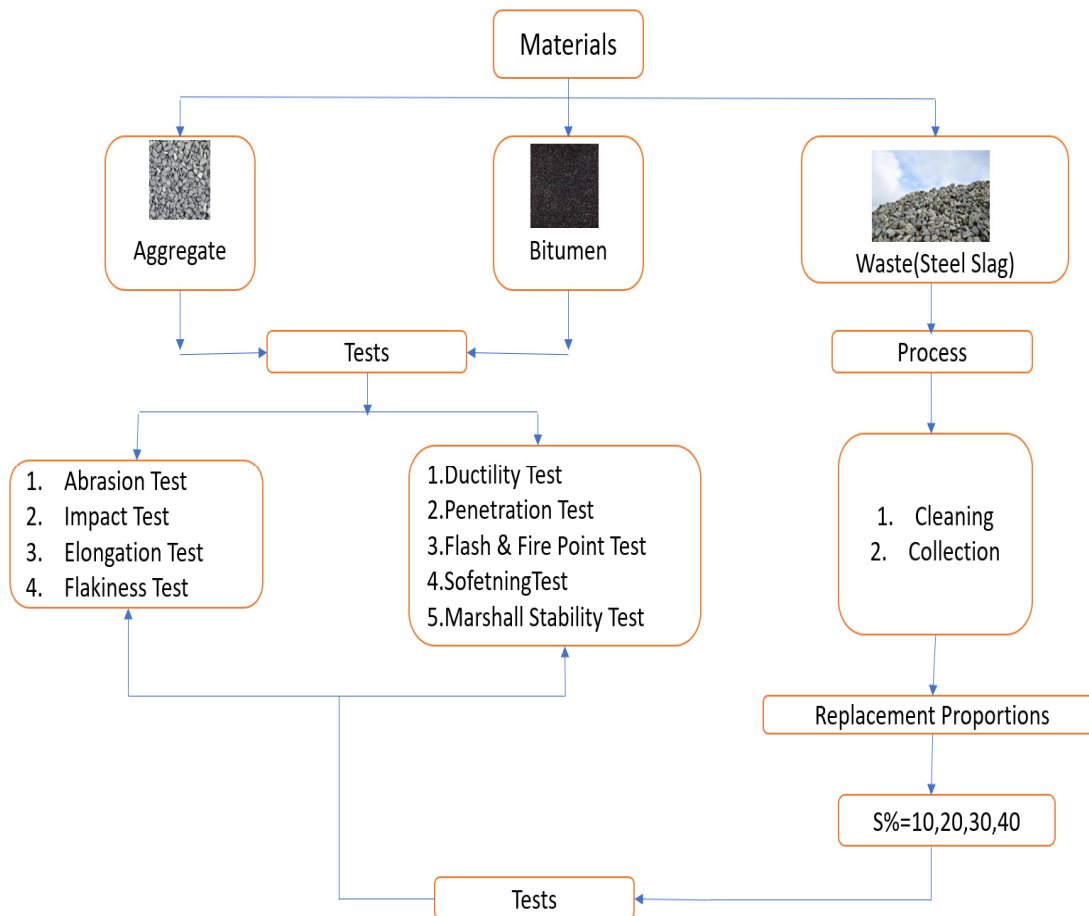 Materials
Aggregate
Bitumen
Waste(Steel Slag)
Tests
Process
1. Abrasion Test
2. Impact Test
3. Elongation Test
4. Flakiness Test
1.Ductility Test
2.Penetration Test
3.Flash & Fire Point Test
4.SofetningTest
5.Marshall Stability Test
1. Cleaning
2. Collection
Replacement Proportions
S%=10,20,30,40
Tests